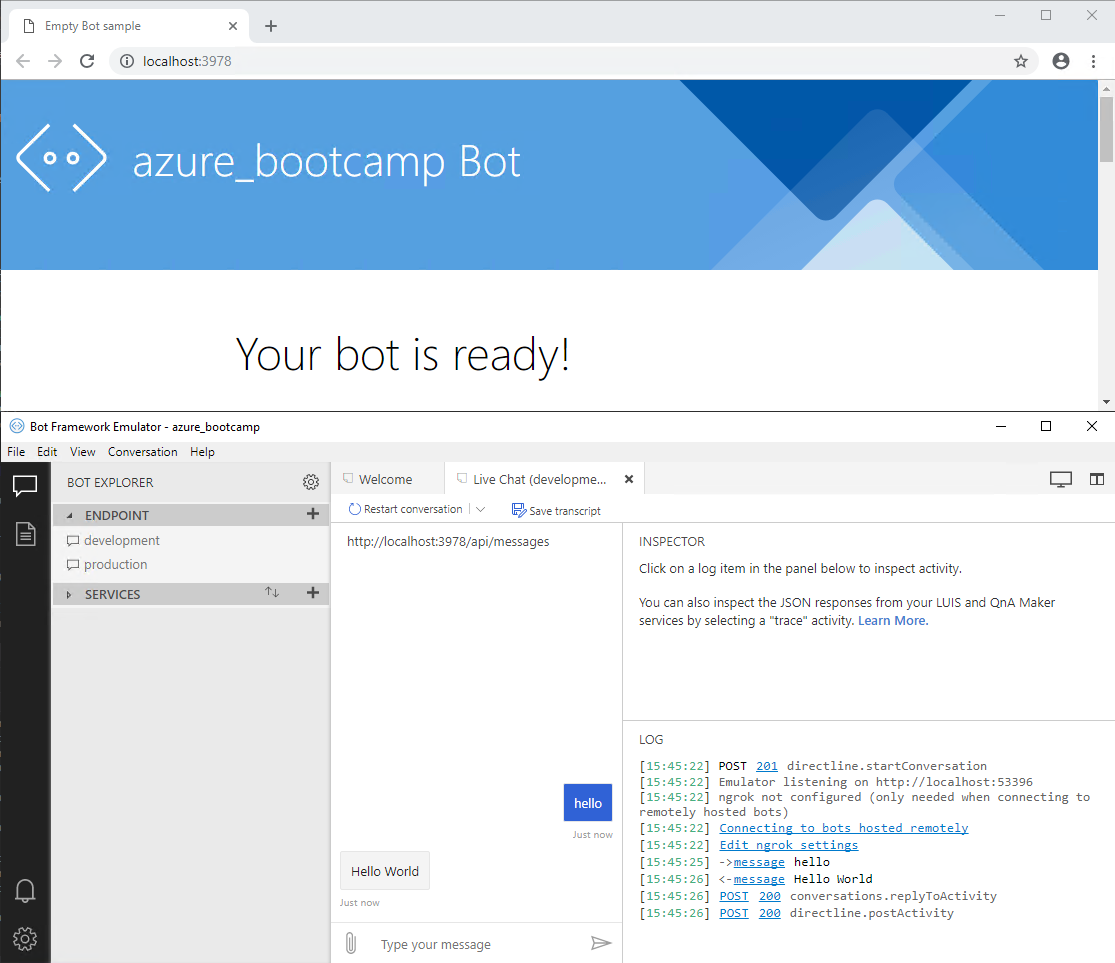 Empty Bot sample
localhost:3978
azure_bootcamp Bot
Your bot is ready!
Bot Framework Emulator - azure_bootcamp
File Edit View Conversation Help
BOT EXPLORER
ENDPOINT
development
production
SERVICES
Welcome
Live Chat (developme...
Restart conversation
Save transcript
http://localhost:3978/api/messages
hello
Just now
Hello World
Just now
Type your message
INSPECTOR
Click on a log item in the panel below to inspect activity.
You can also inspect the JSON responses from your LUIS and QnA Maker
services by selecting a "trace" activity. Learn More.
LOG
[15:45:22] POST 201 directline.startConversation
[15:45:22] Emulator listening on http://localhost:53396
[15:45:22] ngrok not configured (only needed when connecting to
remotely hosted bots)
[15:45:22] Connecting to bots hosted remotely
[15:45:22] Edit ngrok settings
[15:45:25] ->message hello
[15:45:26] <-message Hello World
[15:45:26] POST 200 conversations.replyToActivity
[15:45:26] POST 200 directline.postActivity